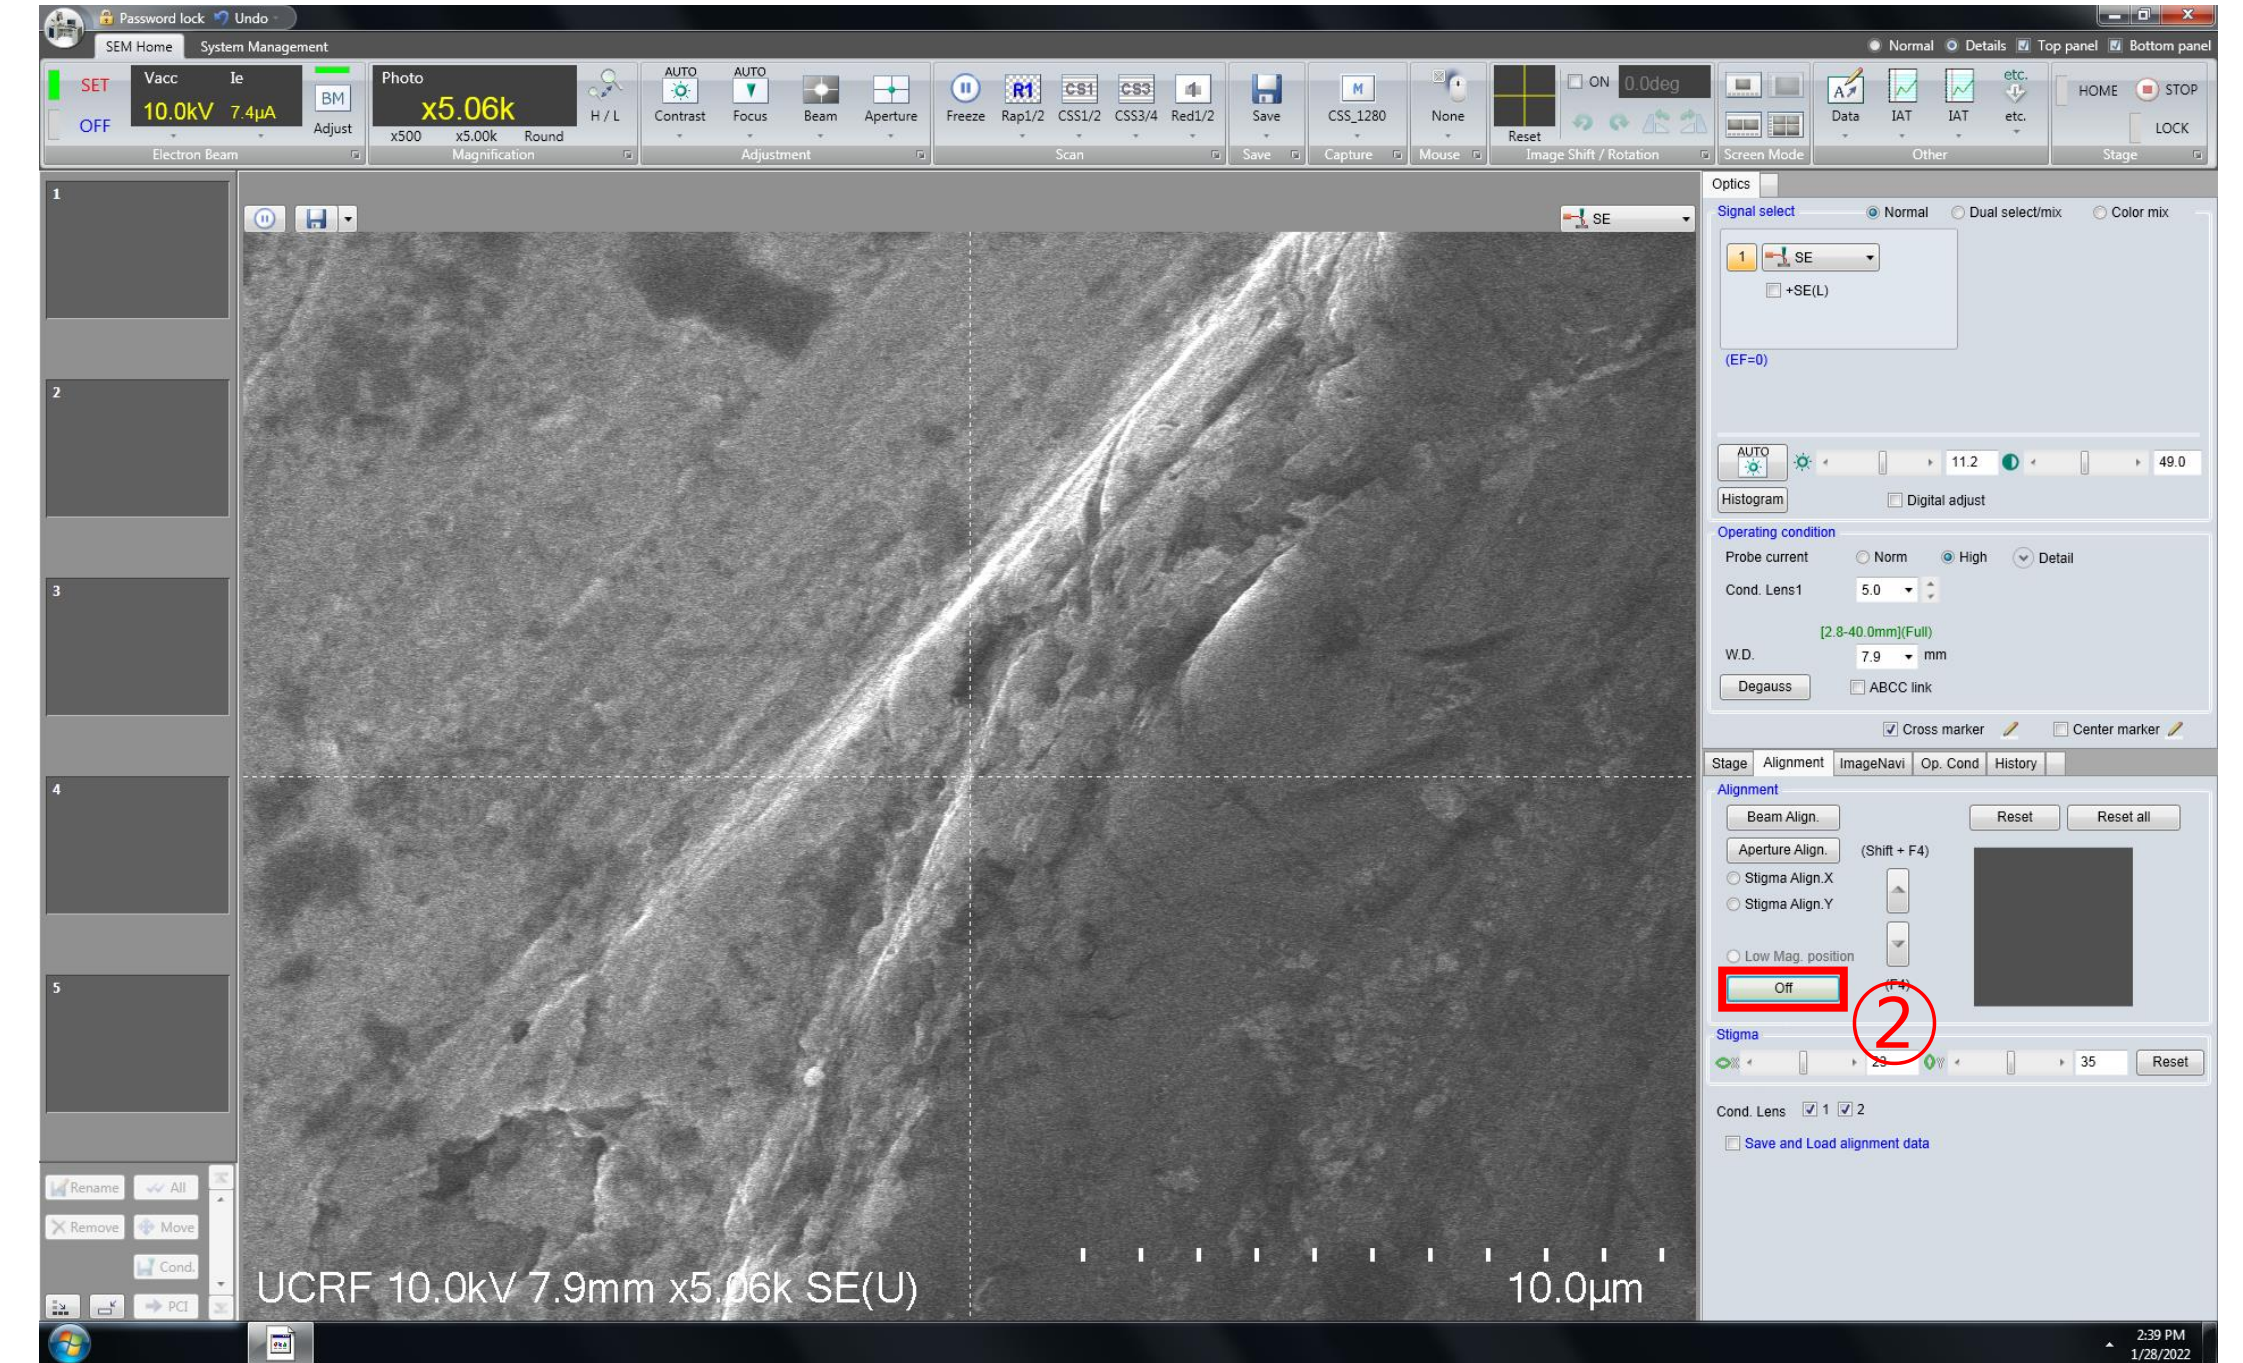 Password lock Undo
SEM Home System Management Normal Details Top panel Bottom panel
SET OFF Vacc Ie 10.0kV 7.4µA BM Adjust
Electron Beam
Photo x5.06k H / L
x500 x5.00k Round
Magnification
AUTO Contrast AUTO Focus Beam Aperture
Adjustment
Freeze R1 Rap1/2 CS1 CSS1/2 CS3 CSS3/4 4 Red1/2
Scan
Save
Save
M CSS_1280
Capture
None
Mouse
Reset ON 0.0deg
Image Shift / Rotation
Screen Mode
Data IAT IAT etc. etc.
Other
HOME STOP
LOCK
Stage
1
2
3
4
5
Rename All
Remove Move
Cond.
PCI
SE
UCRF 10.0kV 7.9mm x5.06k SE(U) 10.0µm
Optics
Signal select Normal Dual select/mix Color mix
1 SE
+SE(L)
(EF=0)
AUTO 11.2 49.0
Histogram Digital adjust
Operating condition
Probe current Norm High Detail
Cond. Lens1 5.0
[2.8-40.0mm](Full)
W.D. 7.9 mm
Degauss ABCC link
Cross marker Center marker
Stage Alignment ImageNavi Op. Cond History
Alignment
Beam Align. Reset Reset all
Aperture Align. (Shift + F4)
Stigma Align.X
Stigma Align.Y
Low Mag. position
Off (F4)
②
Stigma
X 23 Y 35 Reset
Cond. Lens 1 2
Save and Load alignment data
2:39 PM
1/28/2022